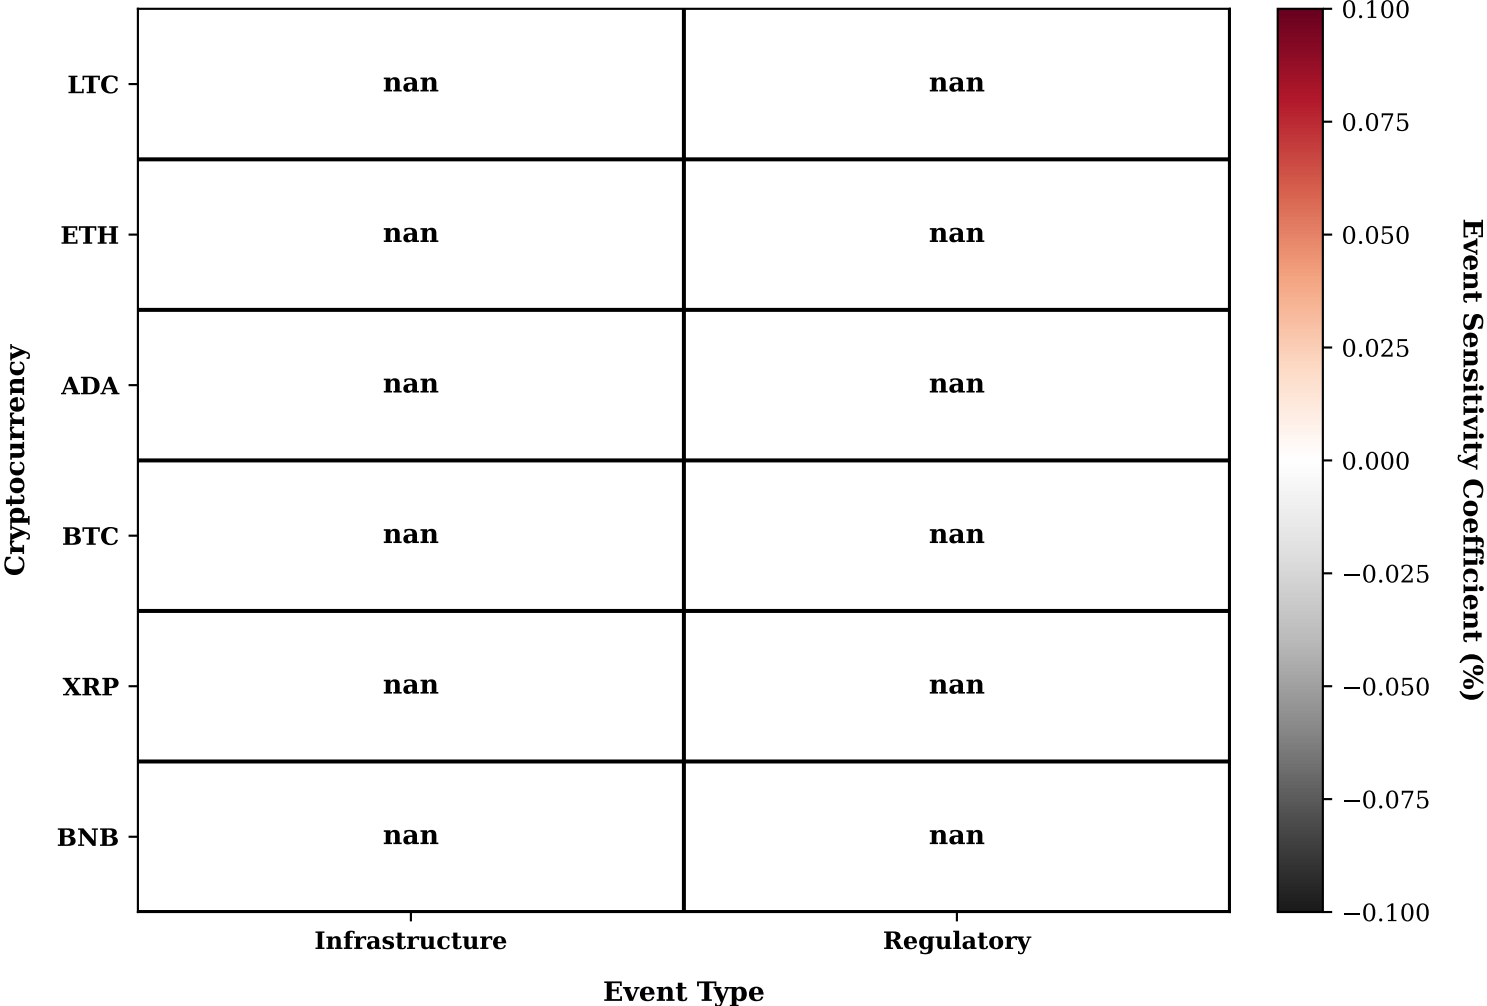 LTC
nan
nan
ETH
nan
nan
ADA
nan
nan
BTC
nan
nan
XRP
nan
nan
BNB
nan
nan
Infrastructure
Regulatory
Event Type
Cryptocurrency
0.100
0.075
0.050
0.025
0.000
−0.025
−0.050
−0.075
−0.100
Event Sensitivity Coefficient (%)